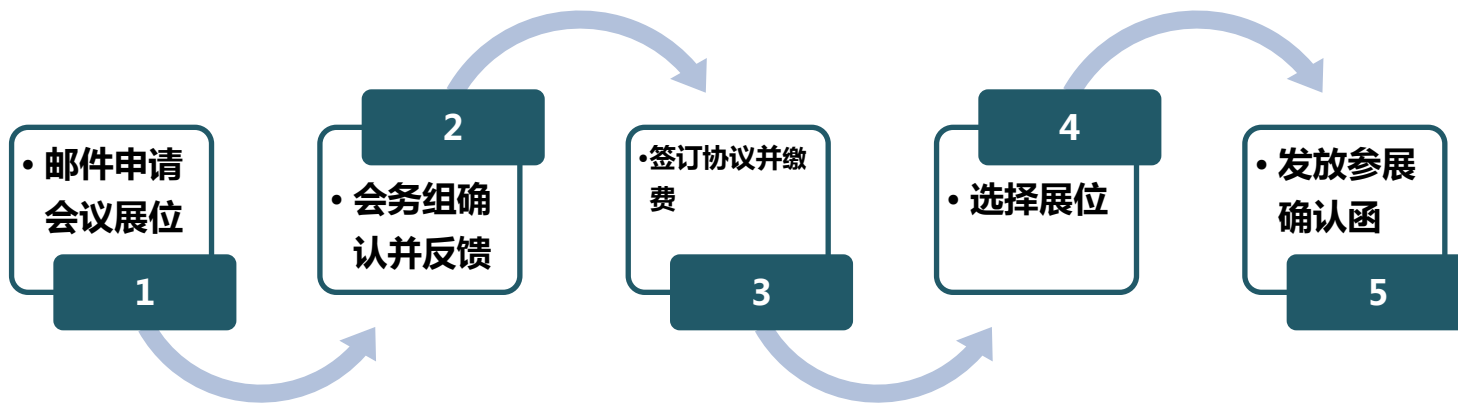 • 邮件申请
会议展位
1
2
• 会务组确
认并反馈
•签订协议并缴
费
3
4
• 选择展位
• 发放参展
确认函
5